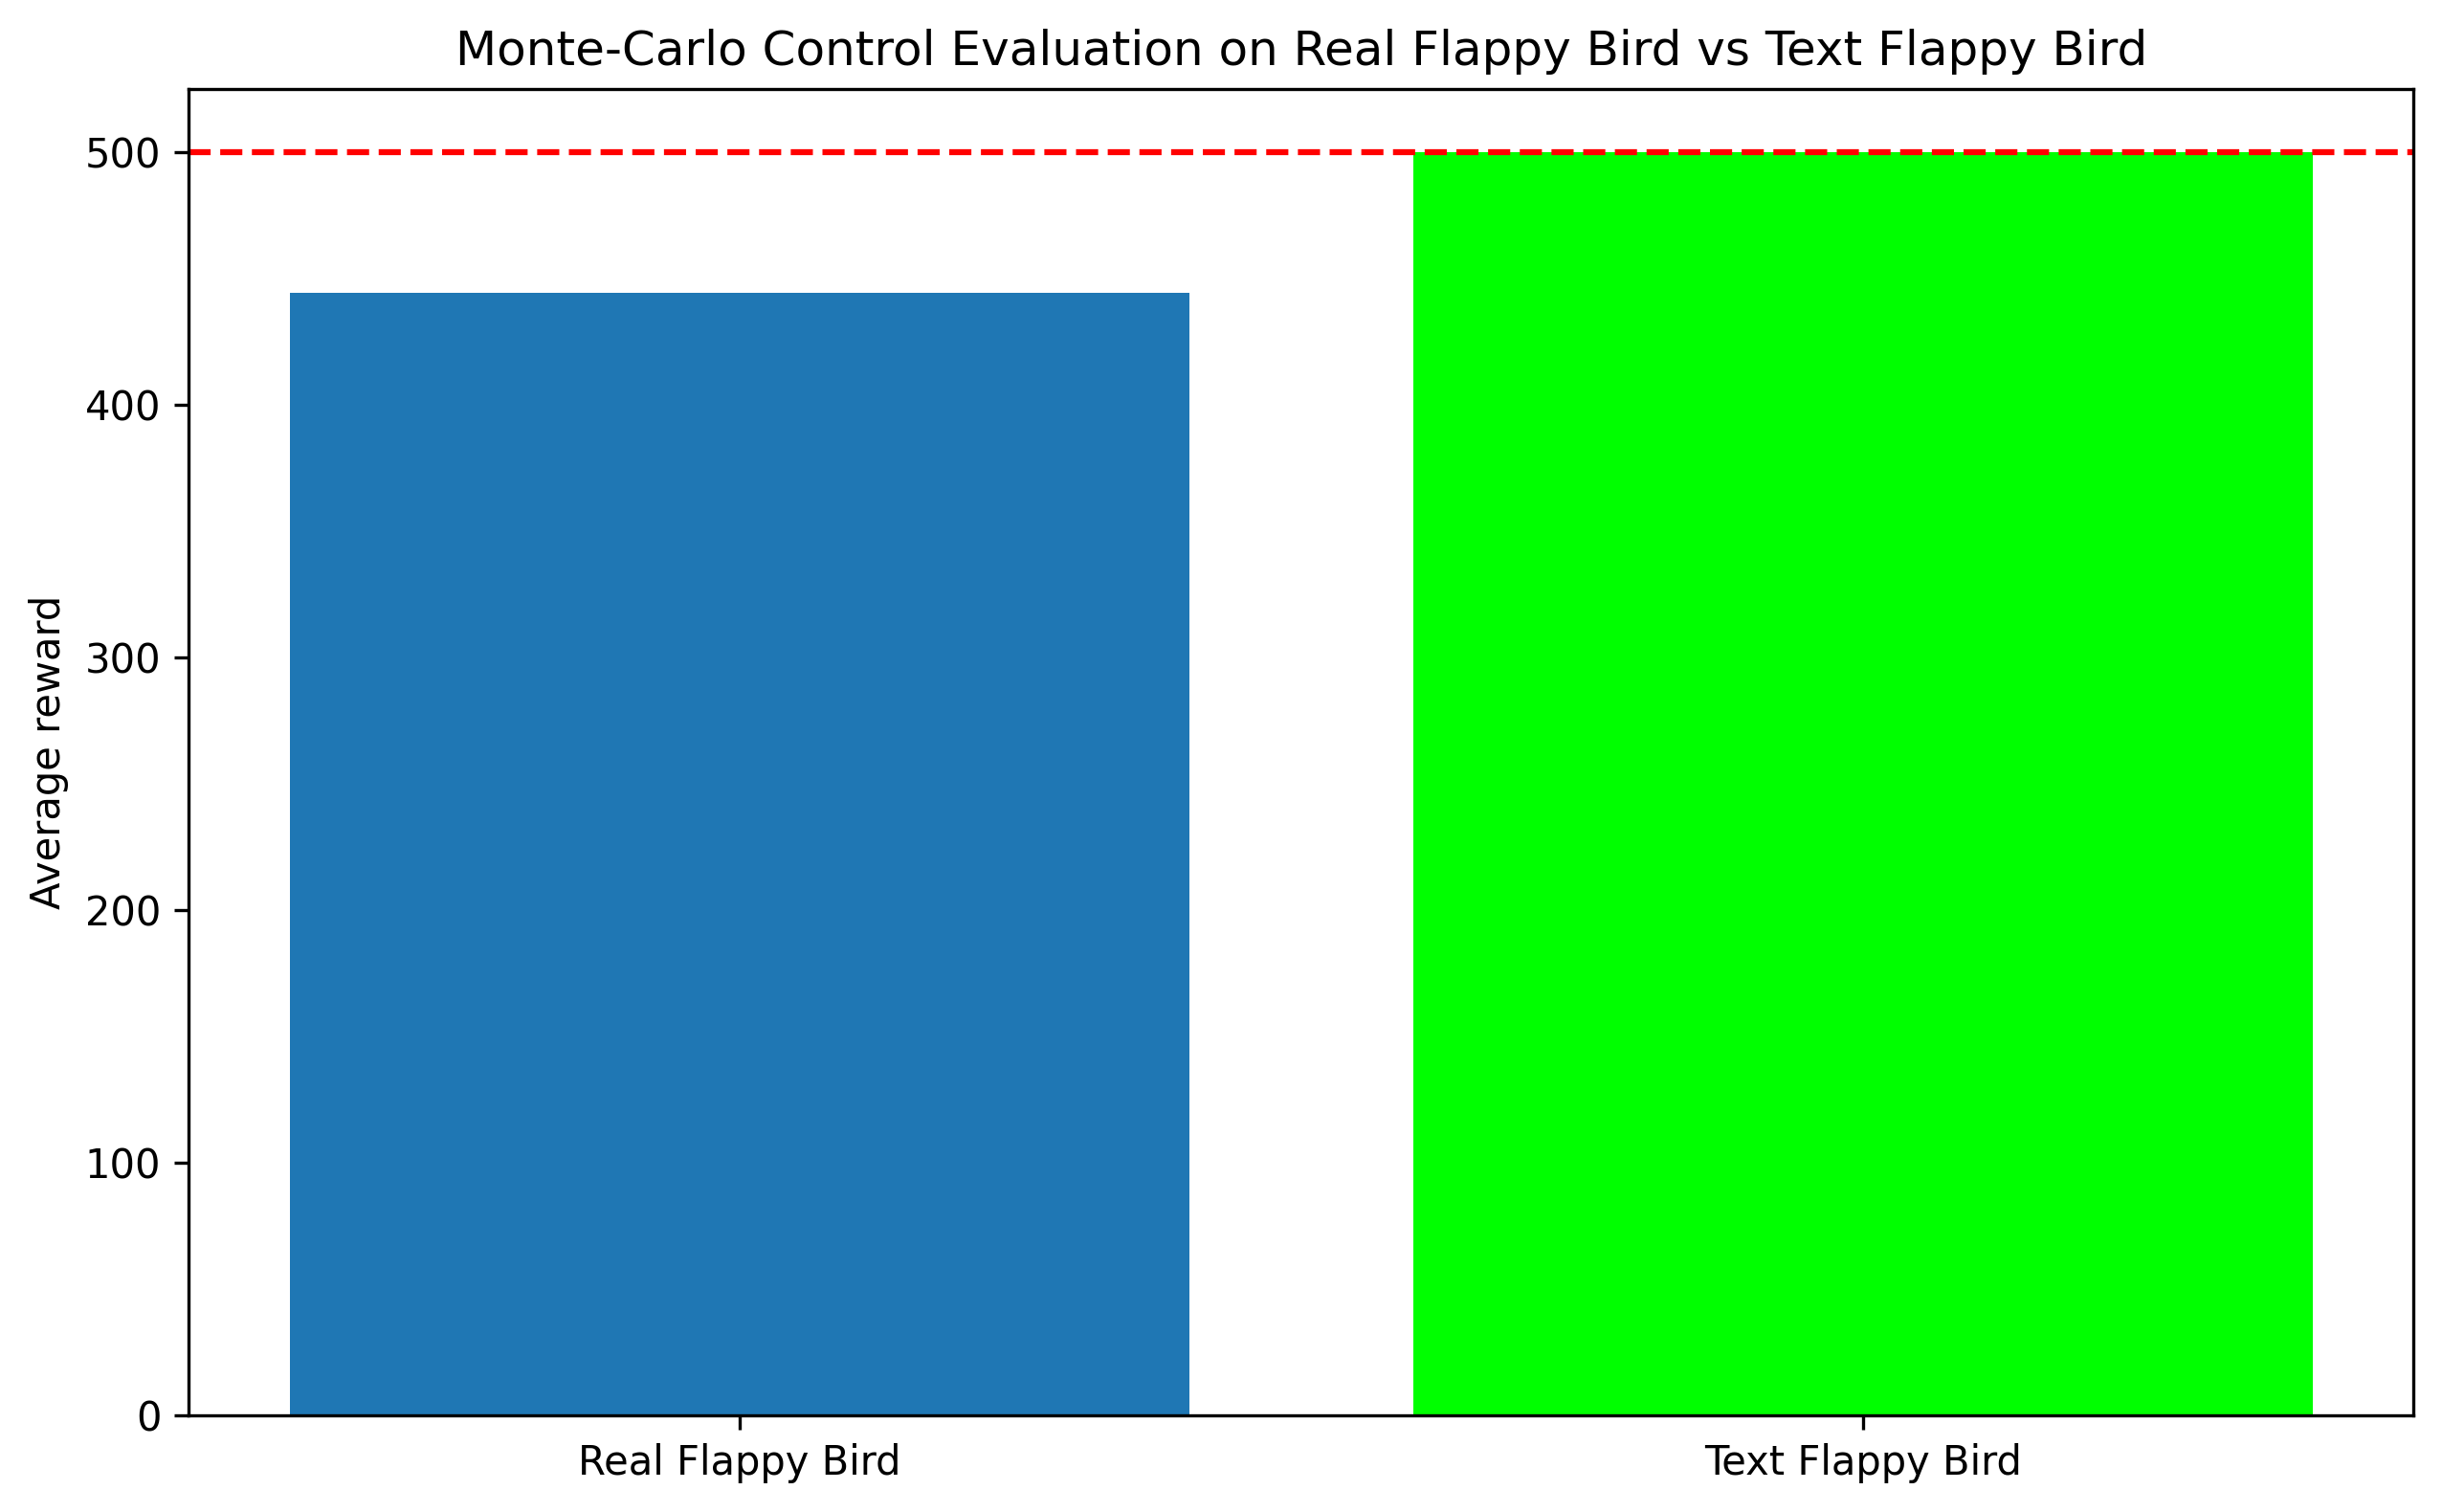 Monte-Carlo Control Evaluation on Real Flappy Bird vs Text Flappy Bird
500
400
300
200
100
0
Average reward
Real Flappy Bird
Text Flappy Bird